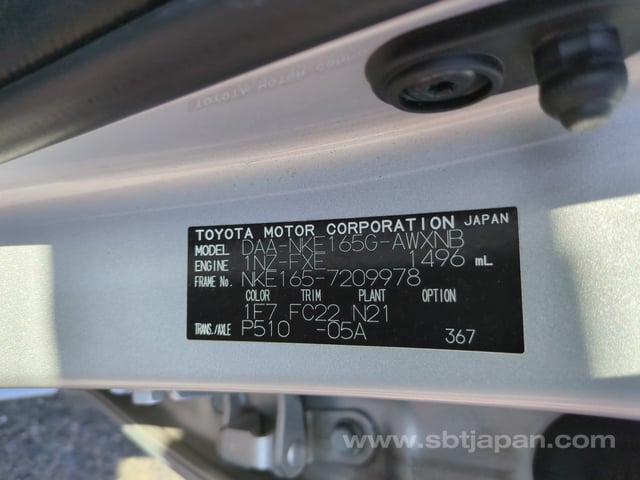 TOYOTA MOTOR CORPORATION JAPAN
MODEL DAA-NKE165G-AWXNB
ENGINE 1NZ-FXE 1496 mL
FRAME No. NKE165-7209978
COLOR TRIM PLANT OPTION
1F7 FC22 N21
TRANS./AXLE P510 -05A 367
www.sbtjapan.com